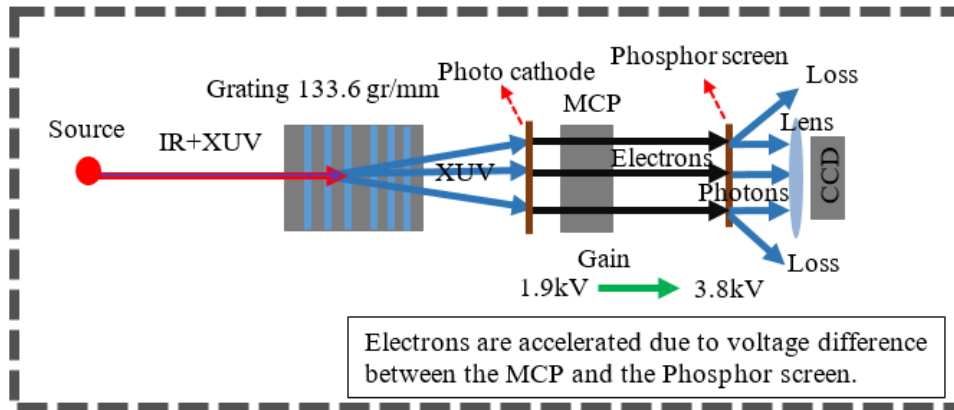 Source
IR+XUV
Grating 133.6 gr/mm
XUV
Photo cathode
MCP
Electrons
Gain
1.9kV
3.8kV
Phosphor screen
Photons
Loss
Lens
CCD
Loss
Electrons are accelerated due to voltage difference
between the MCP and the Phosphor screen.